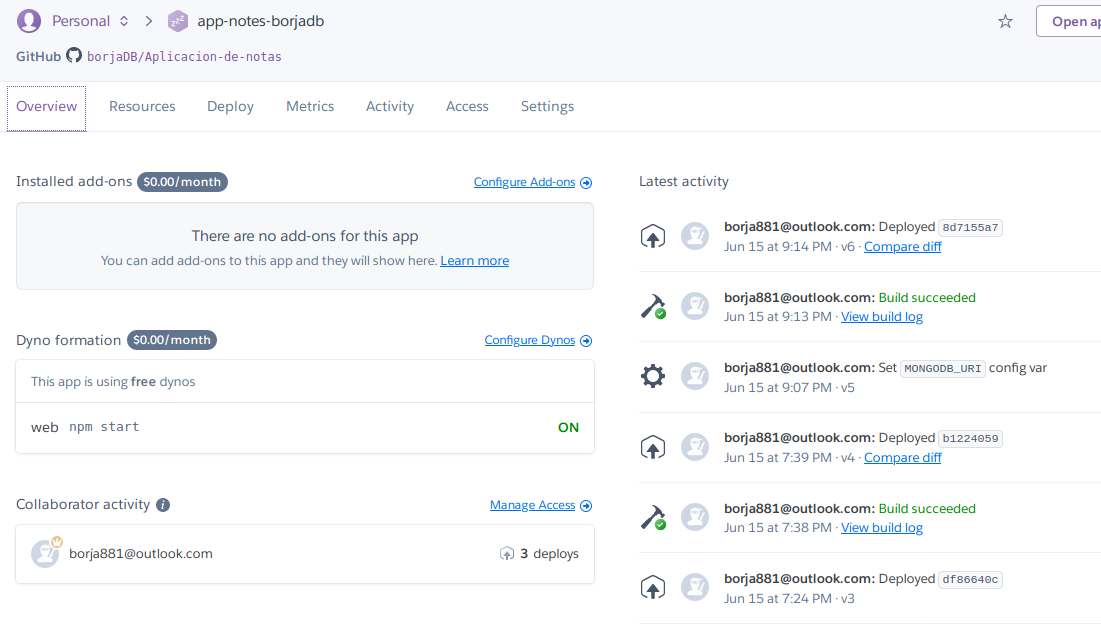 Personal app-notes-borjadb
Open ap
GitHub borjaDB/Aplicacion-de-notas
Overview Resources Deploy Metrics Activity Access Settings
Installed add-ons $0.00/month Configure Add-ons
There are no add-ons for this app
You can add add-ons to this app and they will show here. Learn more
Dyno formation $0.00/month Configure Dynos
This app is using free dynos
web npm start ON
Collaborator activity Manage Access
borja881@outlook.com 3 deploys
Latest activity
borja881@outlook.com: Deployed 8d7155a7
Jun 15 at 9:14 PM · v6 · Compare diff
borja881@outlook.com: Build succeeded
Jun 15 at 9:13 PM · View build log
borja881@outlook.com: Set MONGODB_URI config var
Jun 15 at 9:07 PM · v5
borja881@outlook.com: Deployed b1224059
Jun 15 at 7:39 PM · v4 · Compare diff
borja881@outlook.com: Build succeeded
Jun 15 at 7:38 PM · View build log
borja881@outlook.com: Deployed df86640c
Jun 15 at 7:24 PM · v3